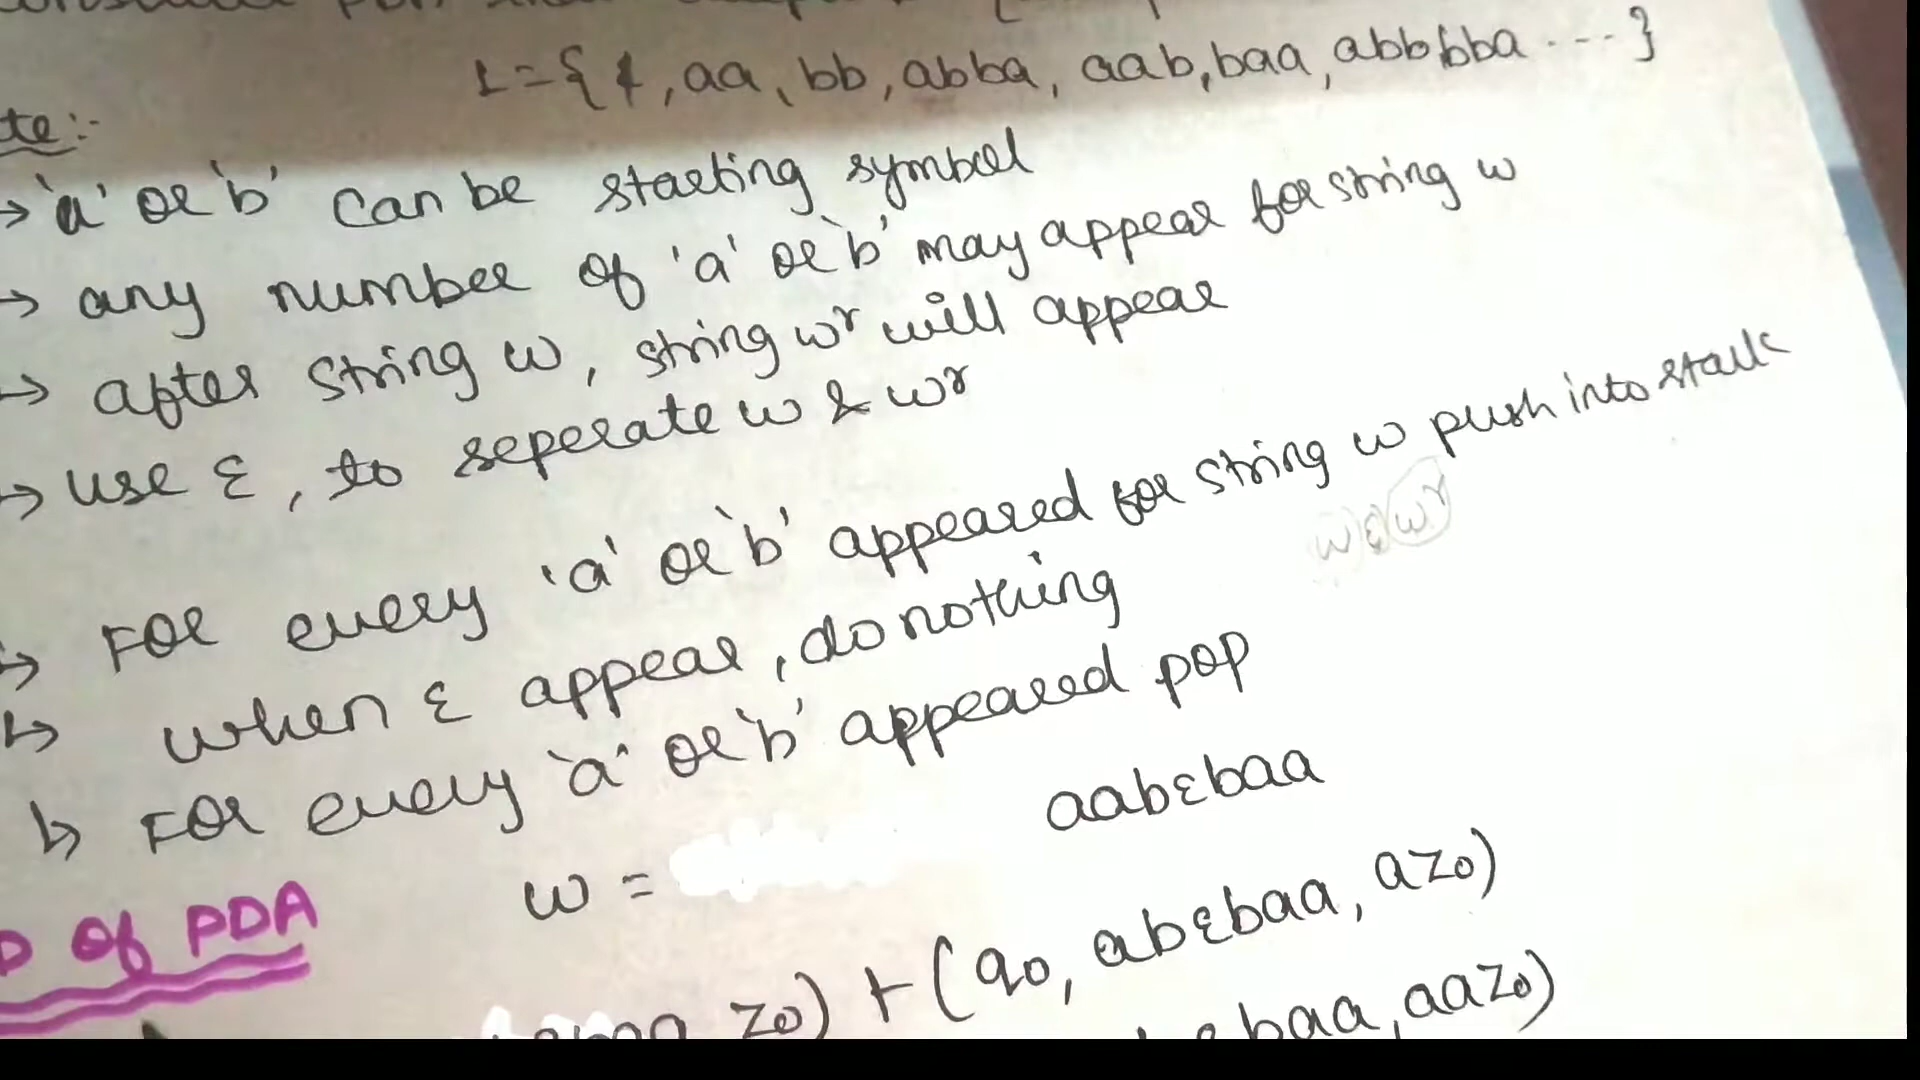 L={ɛ, aa, bb, abba, aab,baa, abbbba ....}
te:-
→ 'a' or 'b' can be starting symbol
→ any number of 'a' or 'b' may appear for string w
→ after string w, string wʳ will appear
→ use ε, to seperate w & wʳ
↳ For every 'a' or 'b' appeared for string w push into stack
wεwʳ
↳ when ε appear, do nothing
↳ For every 'a' or 'b' appeared pop
w = aabεbaa
of PDA
z₀) ⊢ (q₀, abεbaa, az₀)
baa, aaz₀)